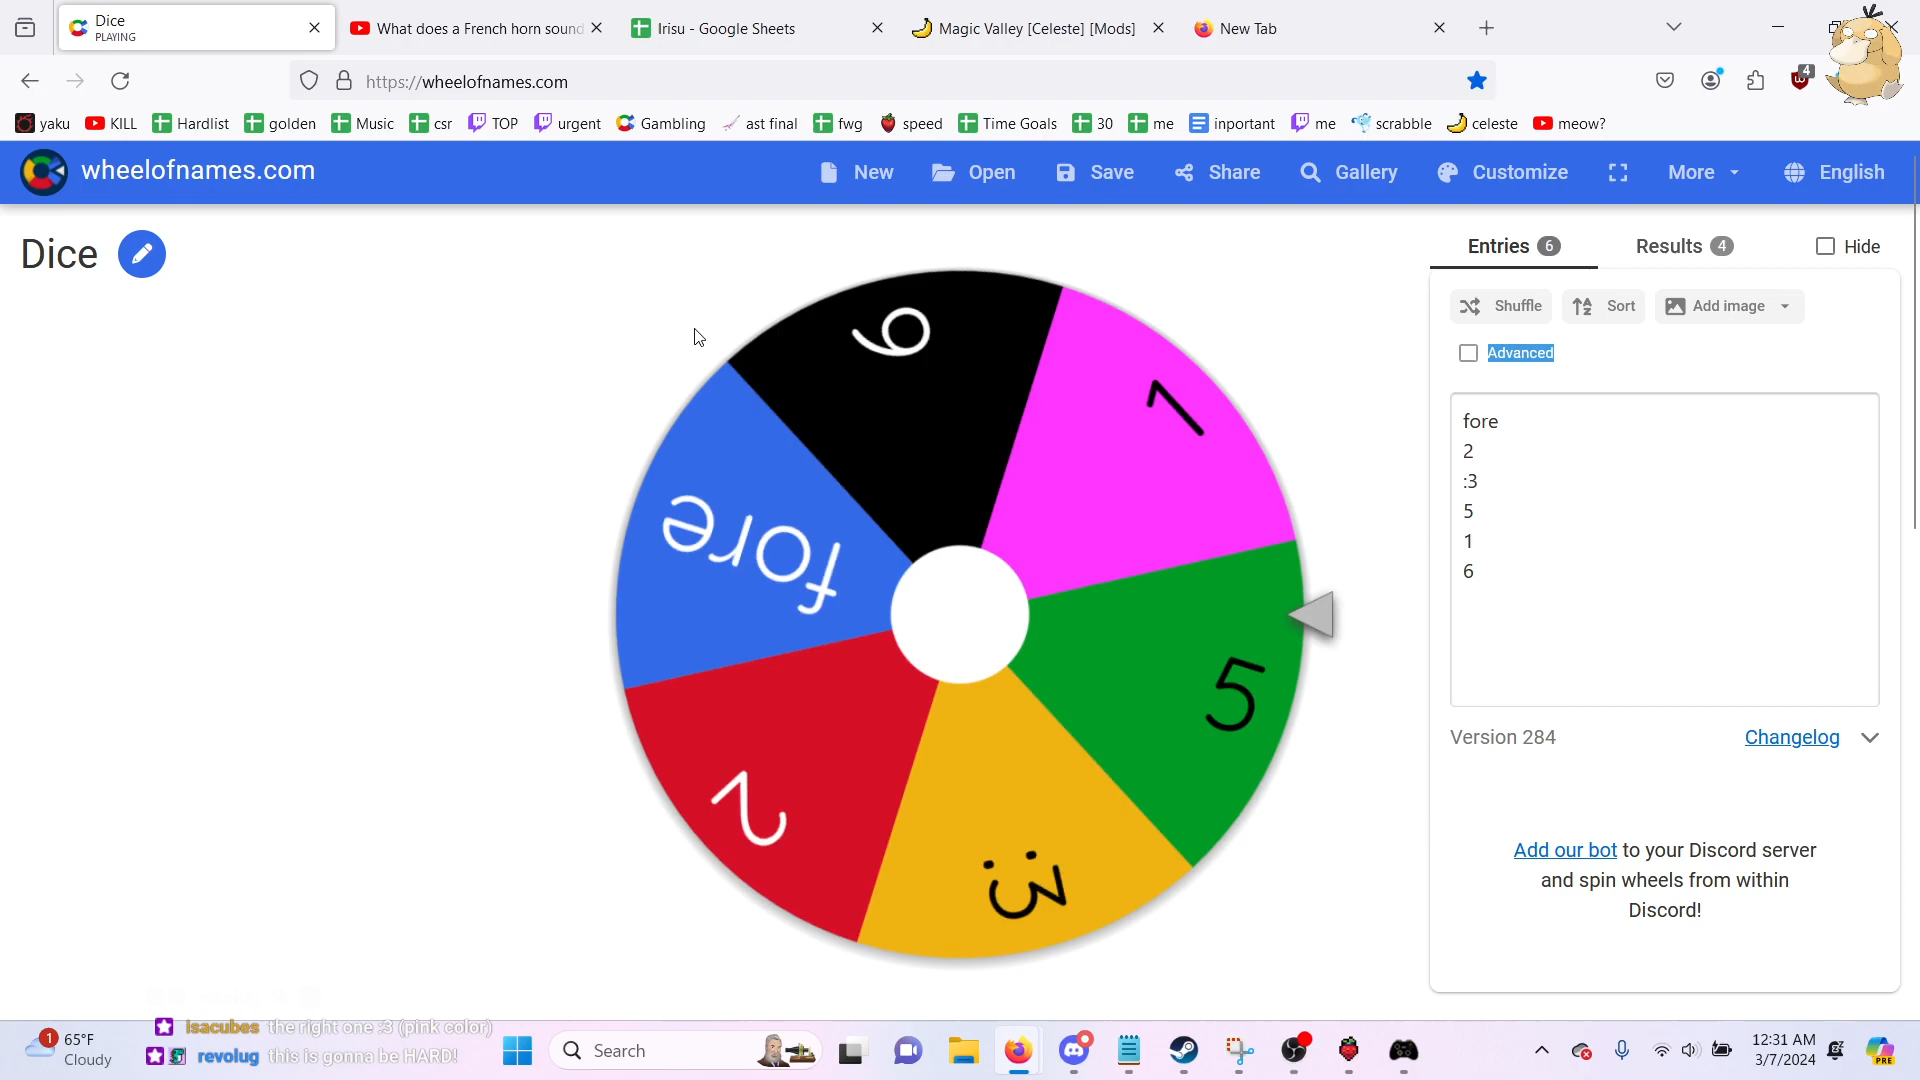 Dice
PLAYING
What does a French horn sound
Irisu - Google Sheets
Magic Valley [Celeste] [Mods]
New Tab
https://wheelofnames.com
4
yaku
KILL
Hardlist
golden
Music
csr
TOP
urgent
Gambling
ast final
fwg
speed
Time Goals
30
me
inportant
me
scrabble
celeste
meow?
wheelofnames.com
New
Open
Save
Share
Gallery
Customize
More
English
Dice
Entries 6
Results 4
Hide
Shuffle
Sort
Add image
Advanced
fore
2
:3
5
1
6
6
1
5
:3
2
fore
Version 284
Changelog
Add our bot to your Discord server
and spin wheels from within
Discord!
isacubes the right one :3 (pink color)
revolug this is gonna be HARD!
1
65°F
Cloudy
Search
12:31 AM
3/7/2024
PRE